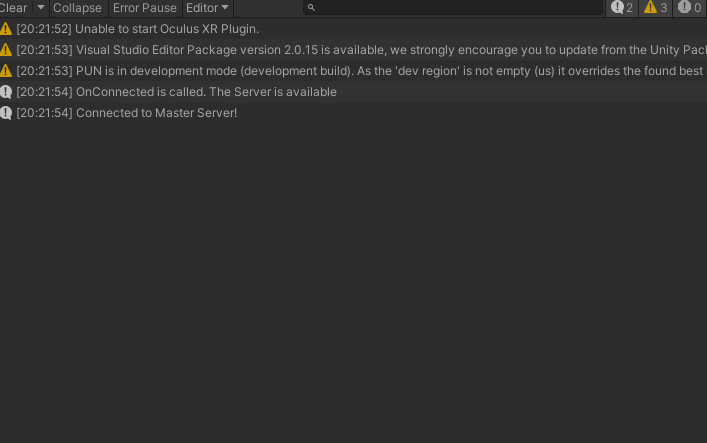 Clear Collapse Error Pause Editor 2 3 0
[20:21:52] Unable to start Oculus XR Plugin.
[20:21:53] Visual Studio Editor Package version 2.0.15 is available, we strongly encourage you to update from the Unity Pac
[20:21:53] PUN is in development mode (development build). As the 'dev region' is not empty (us) it overrides the found best
[20:21:54] OnConnected is called. The Server is available
[20:21:54] Connected to Master Server!